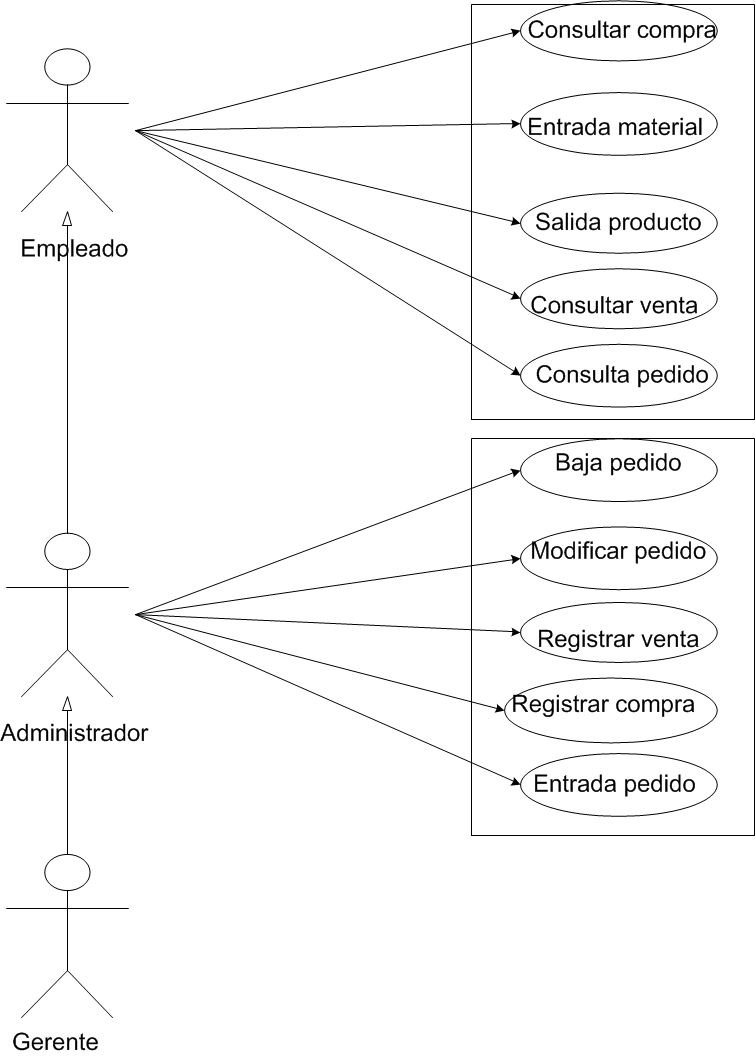 Consultar compra
Entrada material
Salida producto
Empleado
Consultar venta
Consulta pedido
Baja pedido
Modificar pedido
Registrar venta
Registrar compra
Administrador
Entrada pedido
Gerente